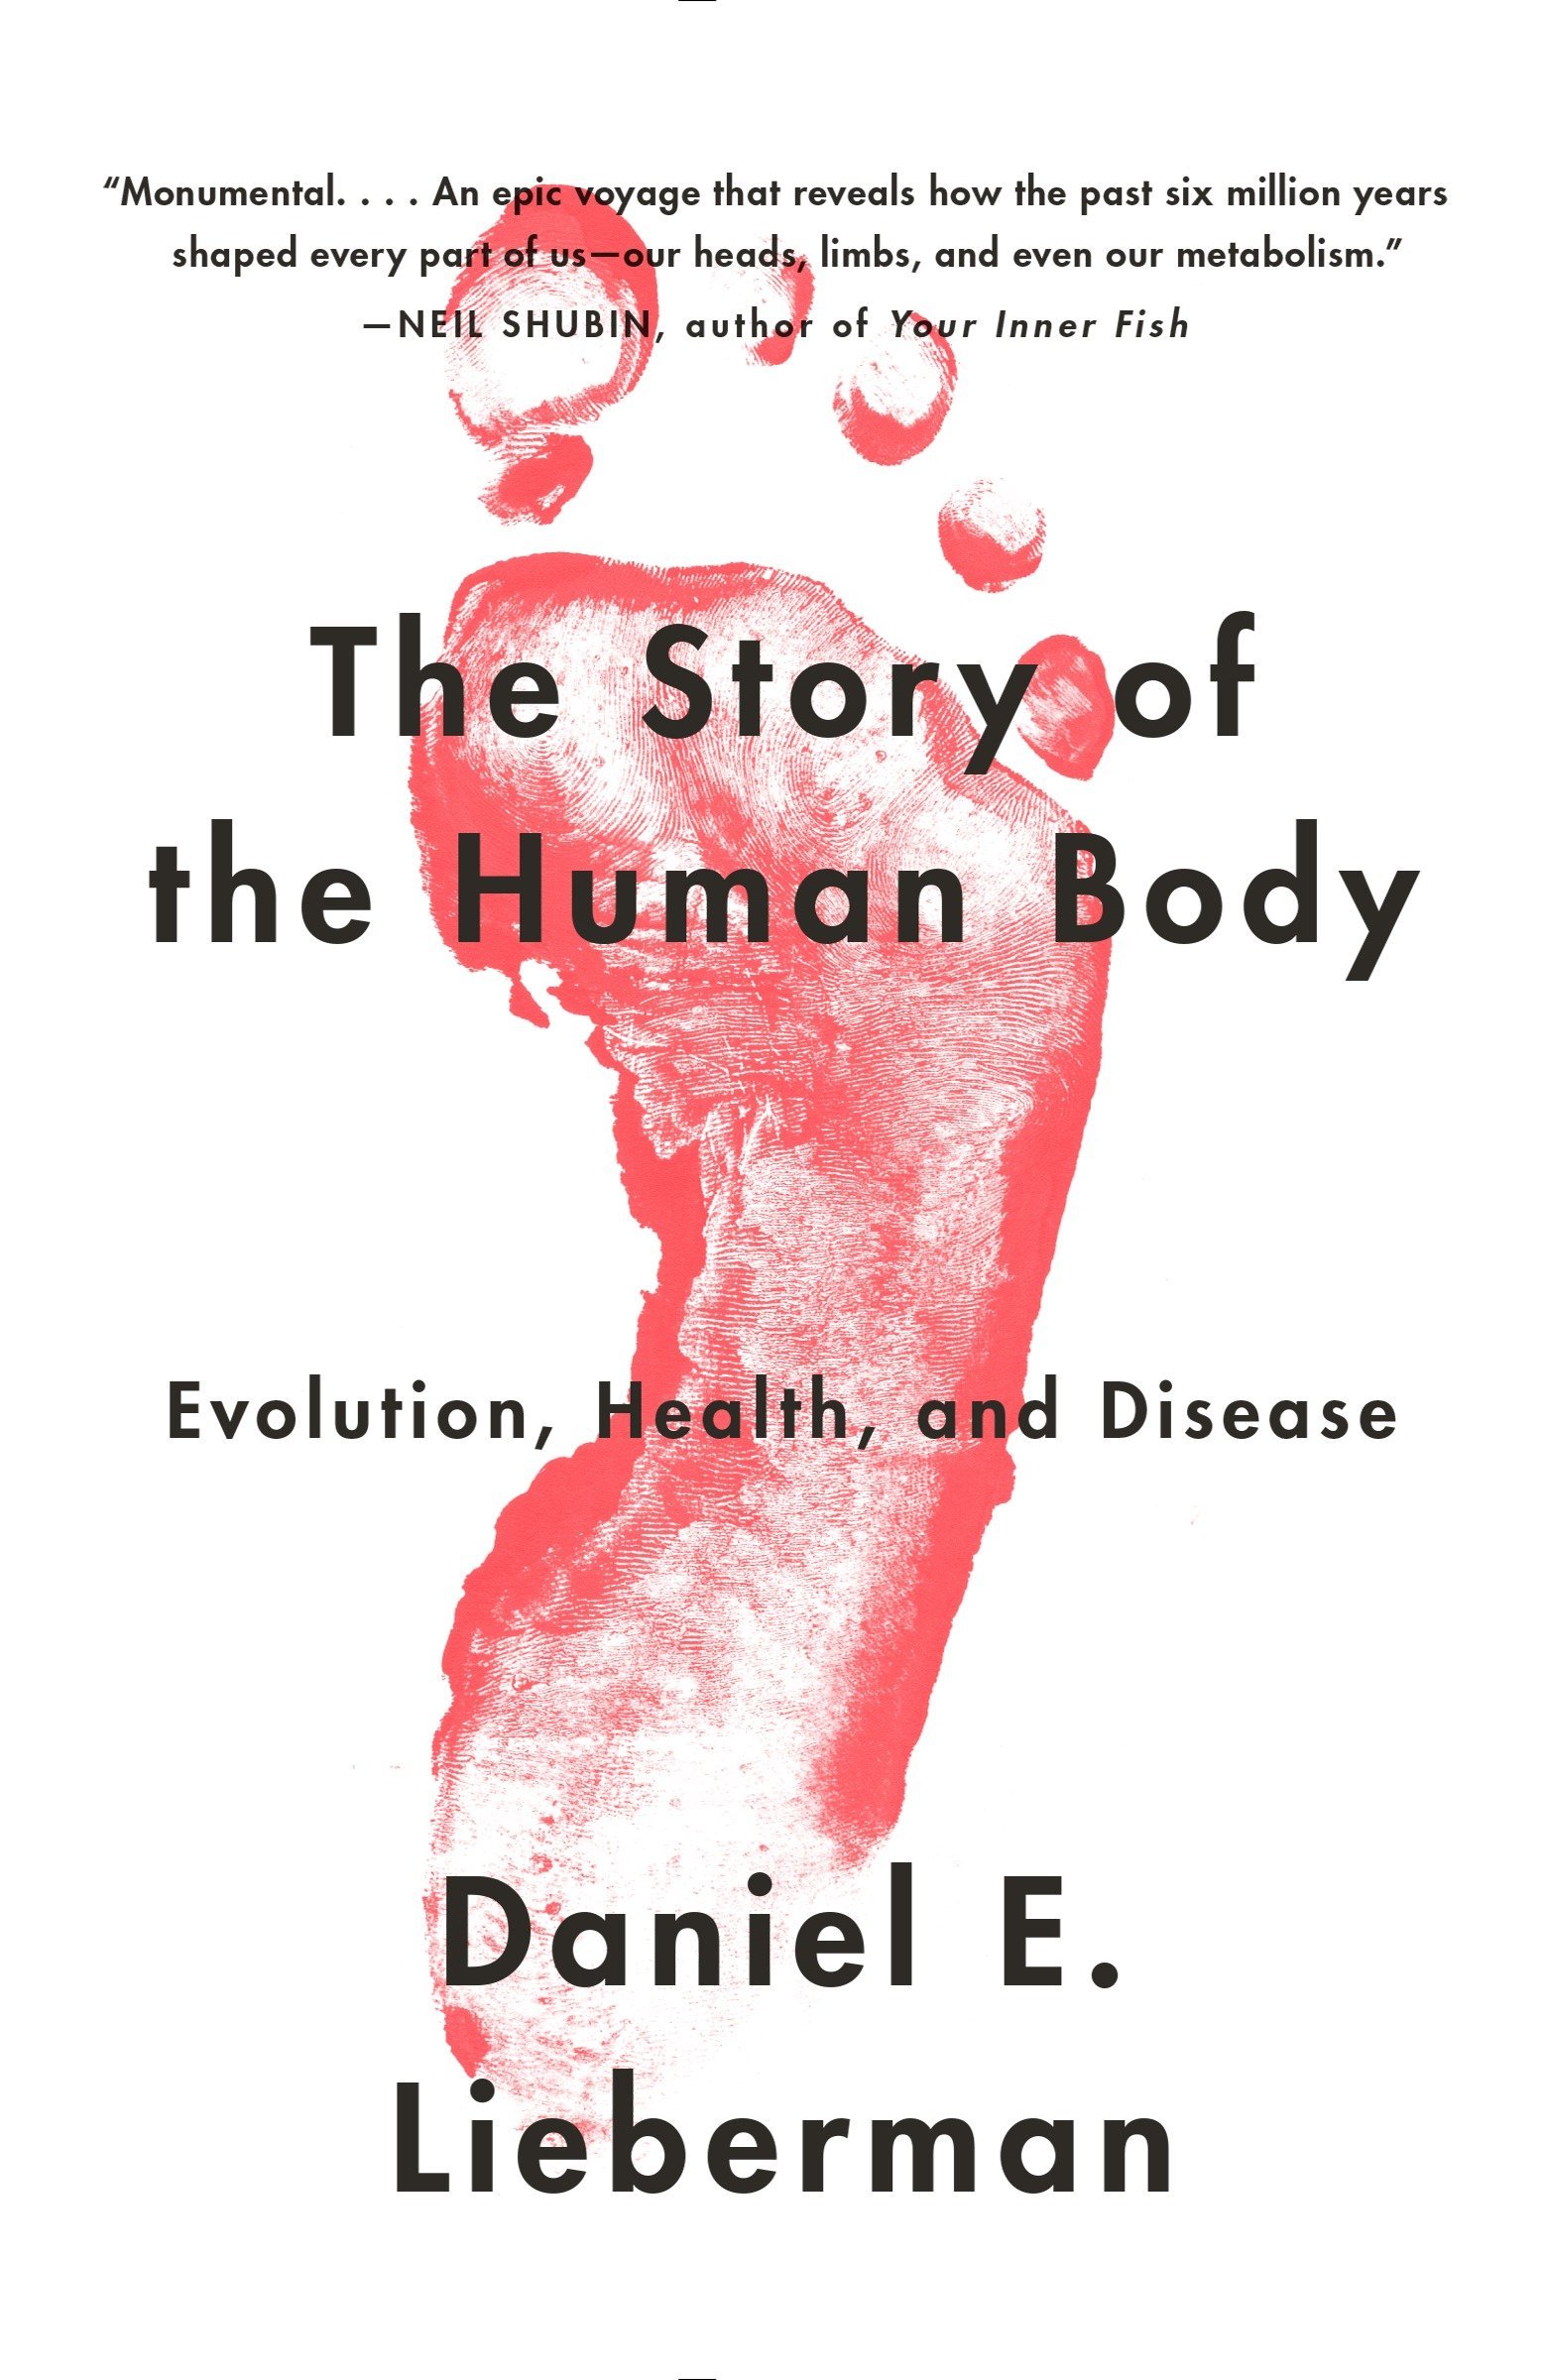 “Monumental. . . . An epic voyage that reveals how the past six million years
shaped every part of us—our heads, limbs, and even our metabolism.”
—NEIL SHUBIN, author of Your Inner Fish
The Story of
the Human Body
Evolution, Health, and Disease
Daniel E.
Lieberman